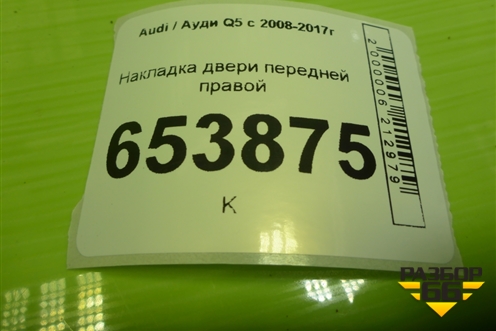 Audi / Ауди Q5 с 2008-2017г
Накладка двери передней
правой
653875
К
2000006212979
РАЗБОР
66